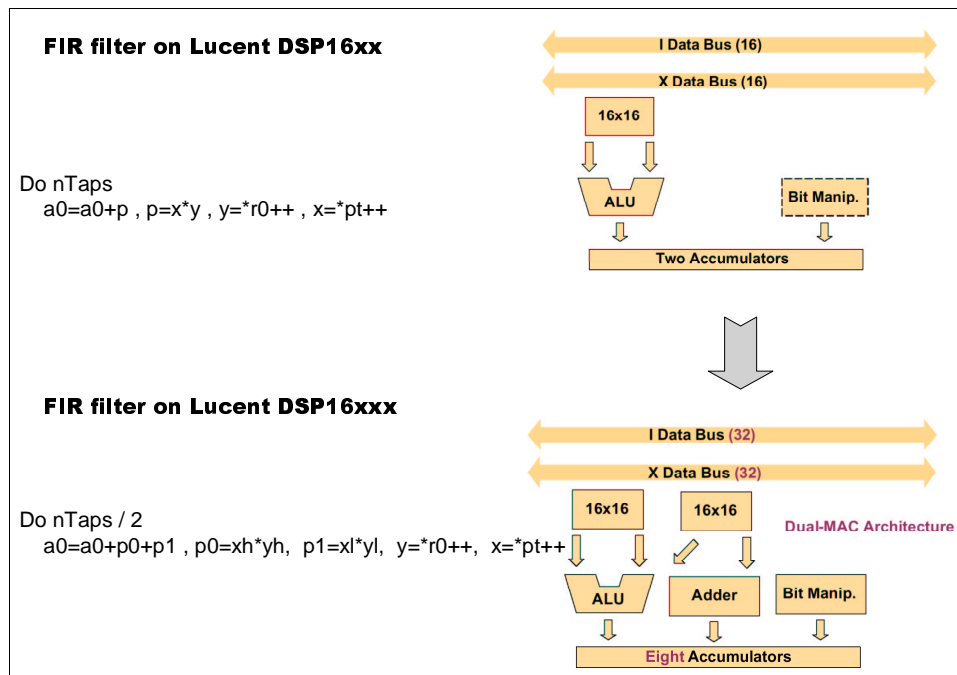 FIR filter on Lucent DSP16xx
I Data Bus (16)
X Data Bus (16)
16x16
Do nTaps
a0=a0+p , p=x*y , y=*r0++ , x=*pt++
ALU
Bit Manip.
Two Accumulators
FIR filter on Lucent DSP16xxx
I Data Bus (32)
X Data Bus (32)
16x16
16x16
Dual-MAC Architecture
Do nTaps / 2
a0=a0+p0+p1 , p0=xh*yh, p1=xl*yl, y=*r0++, x=*pt++
ALU
Adder
Bit Manip.
Eight Accumulators